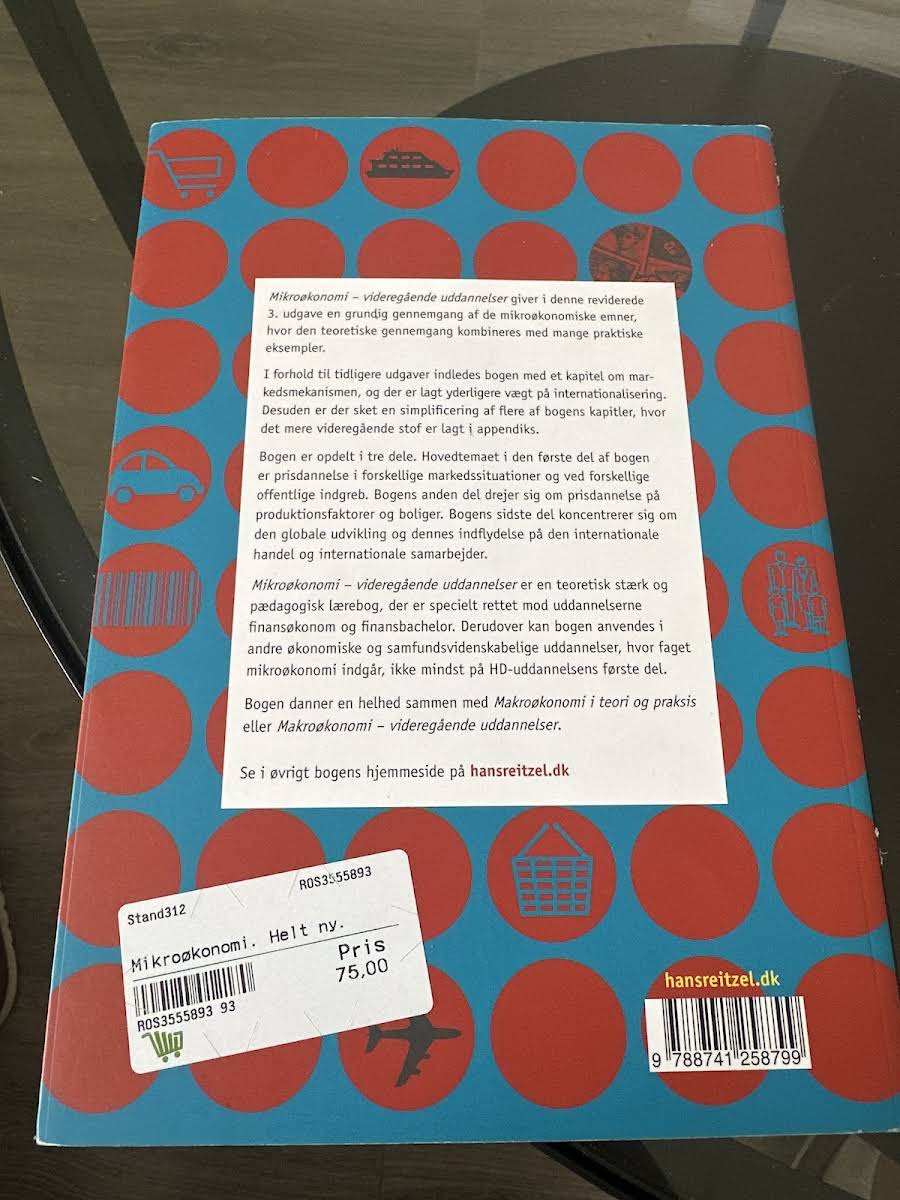 Mikroøkonomi – videregående uddannelser giver i denne reviderede
3. udgave en grundig gennemgang af de mikroøkonomiske emner,
hvor den teoretiske gennemgang kombineres med mange praktiske
eksempler.
I forhold til tidligere udgaver indledes bogen med et kapitel om mar-
kedsmekanismen, og der er lagt yderligere vægt på internationalisering.
Desuden er der sket en simplificering af flere af bogens kapitler, hvor
det mere videregående stof er lagt i appendiks.
Bogen er opdelt i tre dele. Hovedtemaet i den første del af bogen
er prisdannelse i forskellige markedssituationer og ved forskellige
offentlige indgreb. Bogens anden del drejer sig om prisdannelse på
produktionsfaktorer og boliger. Bogens sidste del koncentrerer sig om
den globale udvikling og dennes indflydelse på den internationale
handel og internationale samarbejder.
Mikroøkonomi – videregående uddannelser er en teoretisk stærk og
pædagogisk lærebog, der er specielt rettet mod uddannelserne
finansøkonom og finansbachelor. Derudover kan bogen anvendes i
andre økonomiske og samfundsvidenskabelige uddannelser, hvor faget
mikroøkonomi indgår, ikke mindst på HD-uddannelsens første del.
Bogen danner en helhed sammen med Makroøkonomi i teori og praksis
eller Makroøkonomi – videregående uddannelser.
Se i øvrigt bogens hjemmeside på hansreitzel.dk
Stand312 ROS3555893
Mikroøkonomi. Helt ny.
Pris
75,00
ROS3555893 93
hansreitzel.dk
9 788741 258799